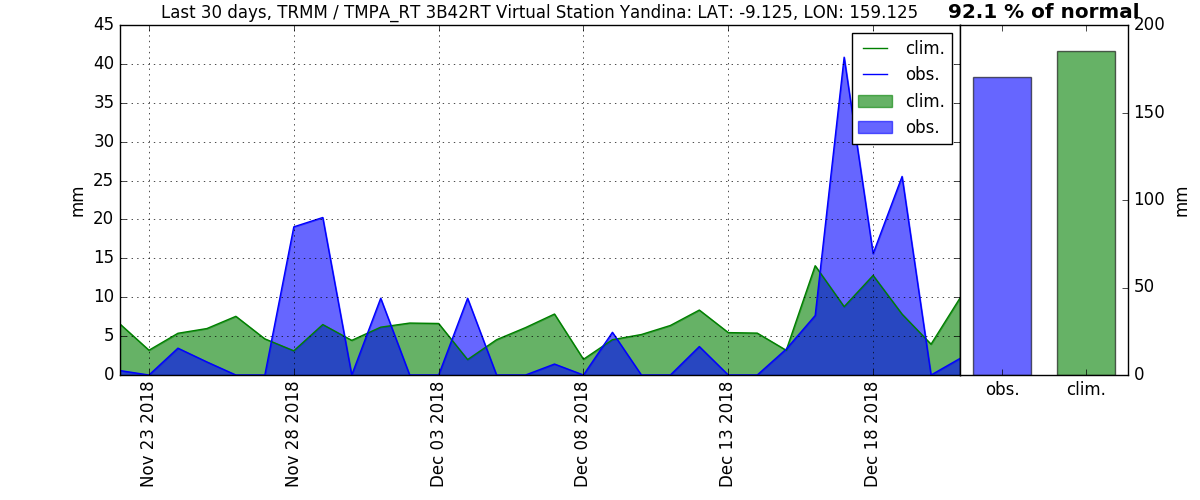 Last 30 days, TRMM / TMPA_RT 3B42RT Virtual Station Yandina: LAT: -9.125, LON: 159.125
92.1 % of normal
45
40
35
30
25
20
15
10
5
0
mm
clim.
obs.
clim.
obs.
Nov 23 2018
Nov 28 2018
Dec 03 2018
Dec 08 2018
Dec 13 2018
Dec 18 2018
200
150
100
50
0
mm
obs.
clim.